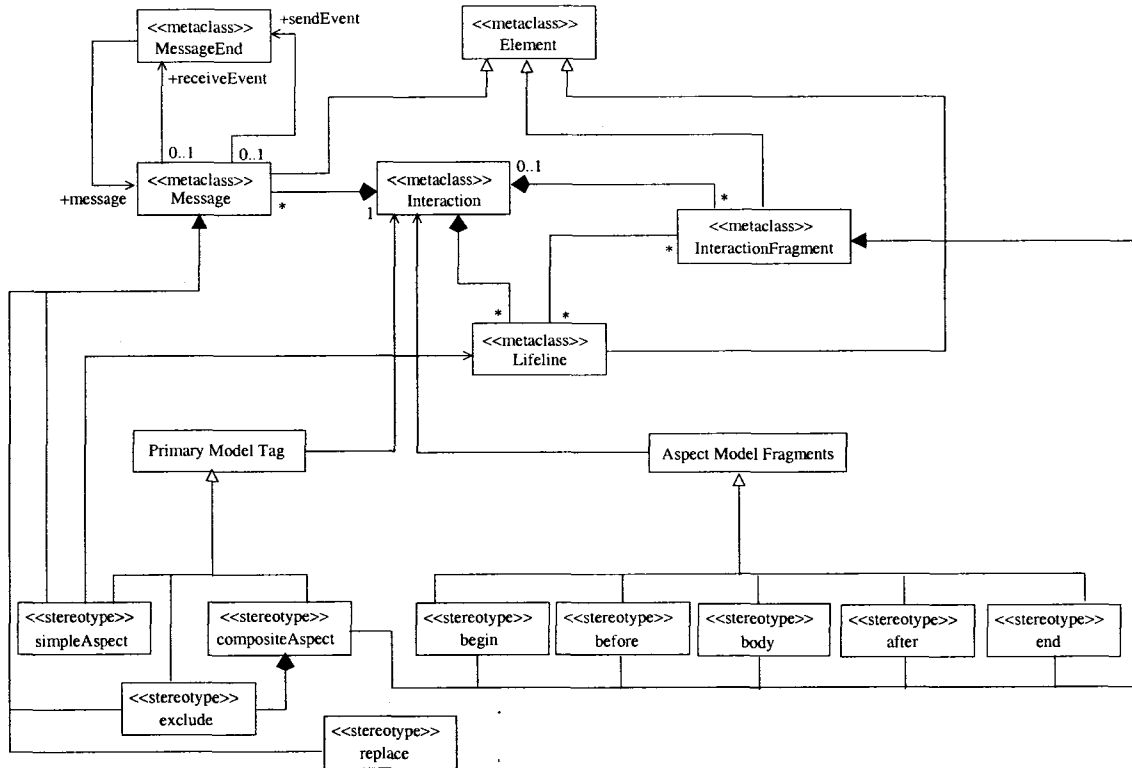 <<metaclass>>
MessageEnd
+sendEvent
<<metaclass>>
Element
+receiveEvent
0..1
0..1
+message
<<metaclass>>
Message
*
1
<<metaclass>>
Interaction
0..1
*
<<metaclass>>
InteractionFragment
*
*
*
<<metaclass>>
Lifeline
Primary Model Tag
Aspect Model Fragments
<<stereotype>>
simpleAspect
<<stereotype>>
compositeAspect
<<stereotype>>
begin
<<stereotype>>
before
<<stereotype>>
body
<<stereotype>>
after
<<stereotype>>
end
<<stereotype>>
exclude
<<stereotype>>
replace